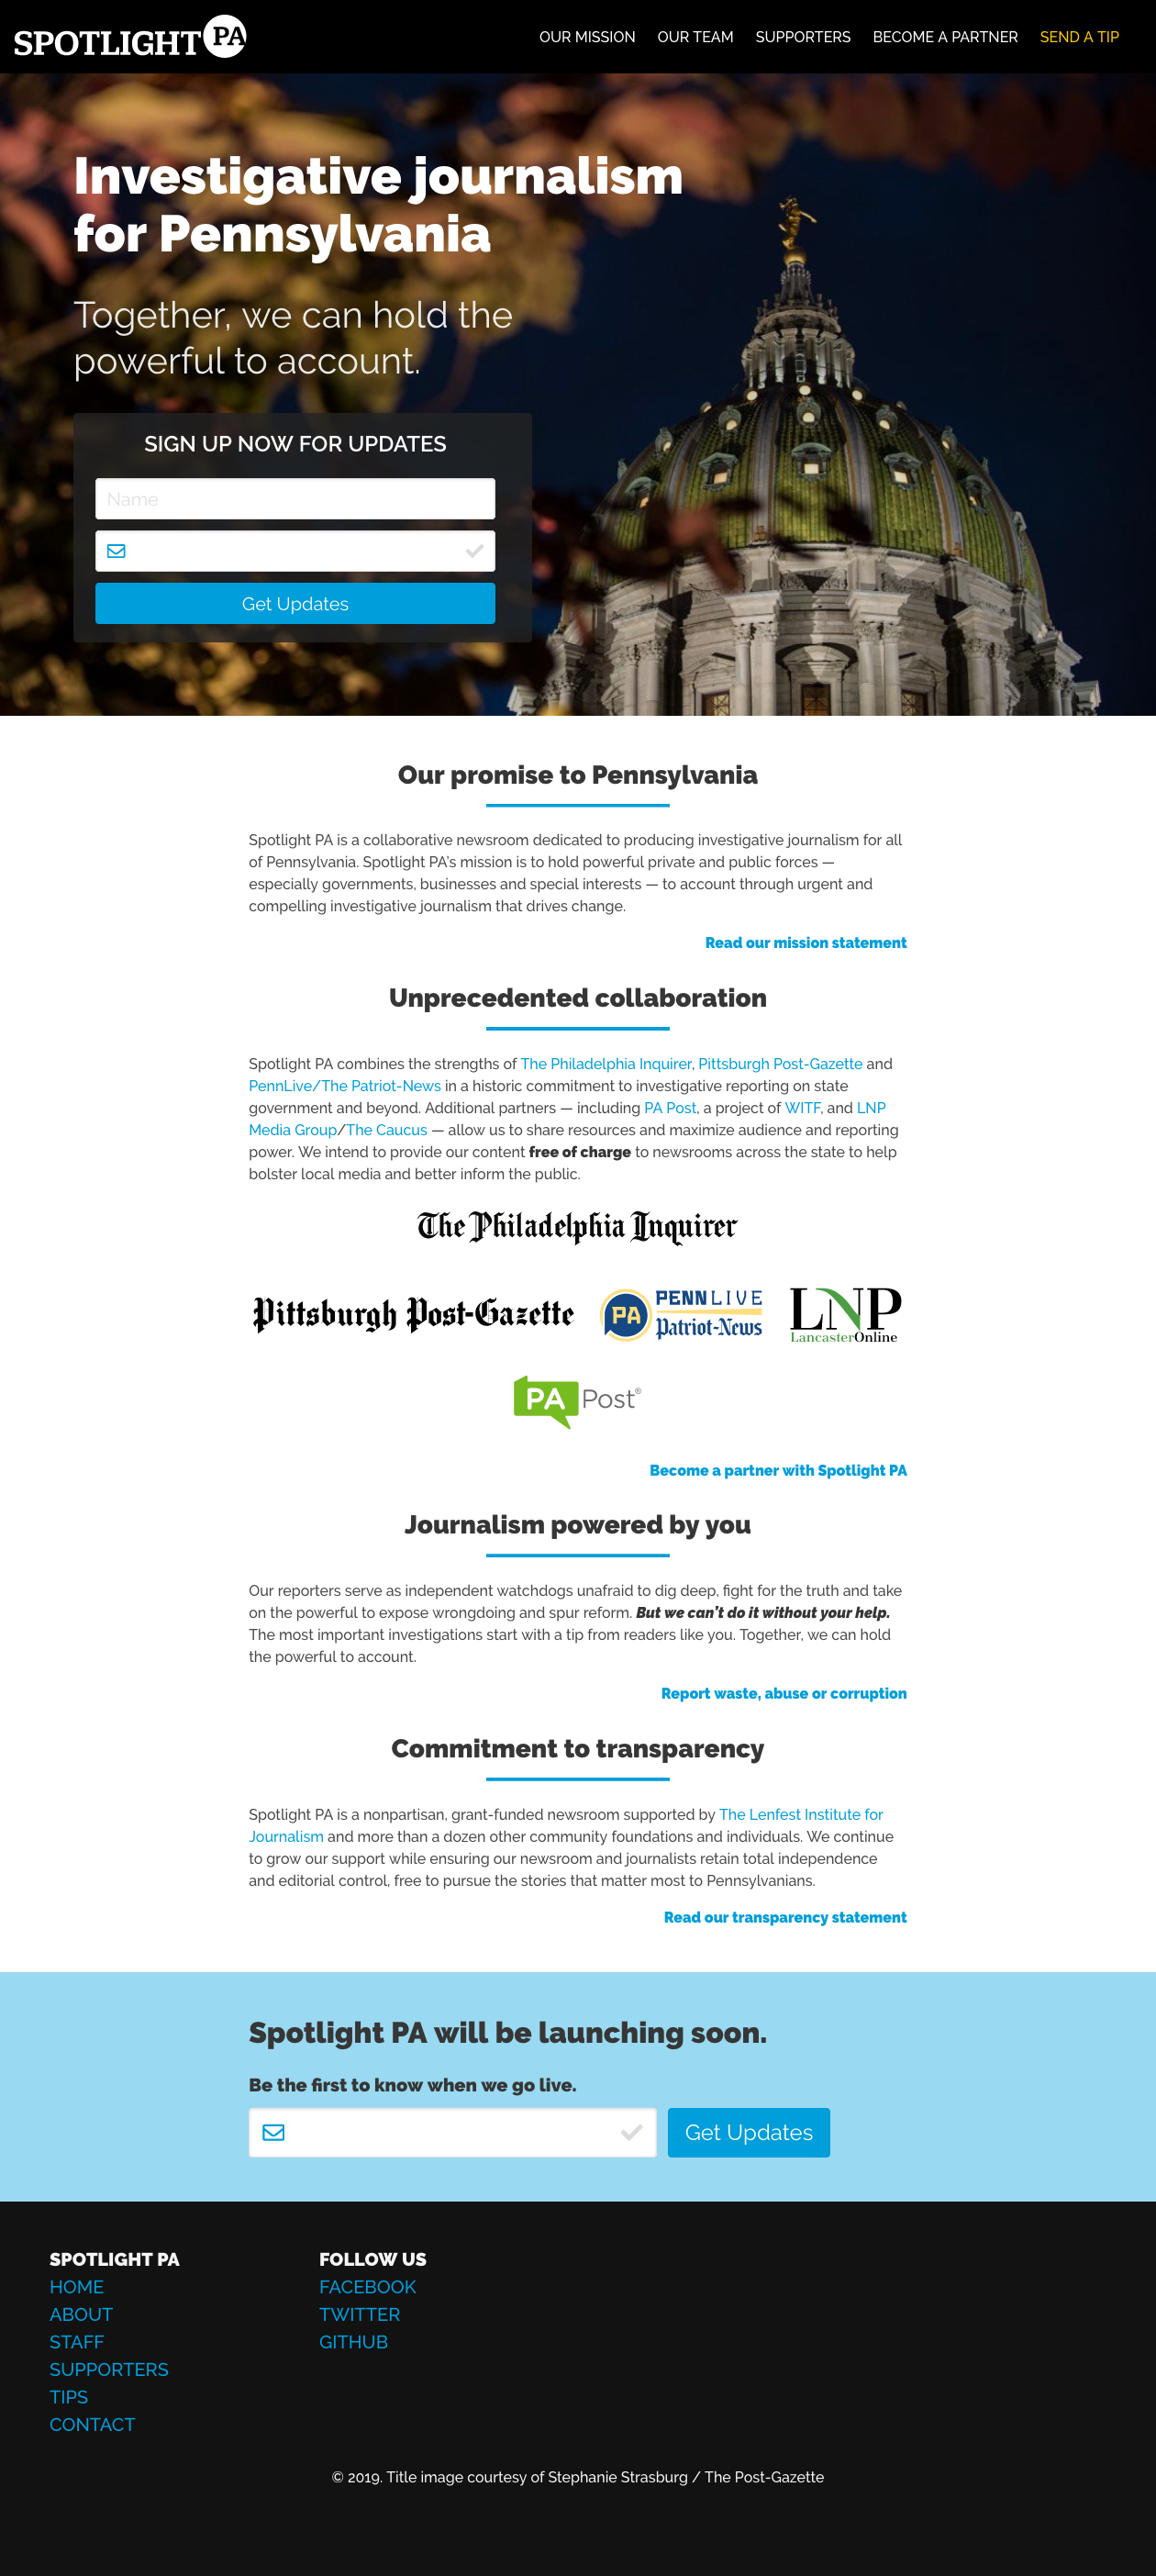 SPOTLIGHT PA
OUR MISSION OUR TEAM SUPPORTERS BECOME A PARTNER SEND A TIP
Investigative journalism
for Pennsylvania
Together, we can hold the
powerful to account.
SIGN UP NOW FOR UPDATES
Name
Get Updates
Our promise to Pennsylvania
Spotlight PA is a collaborative newsroom dedicated to producing investigative journalism for all
of Pennsylvania. Spotlight PA's mission is to hold powerful private and public forces —
especially governments, businesses and special interests — to account through urgent and
compelling investigative journalism that drives change.
Read our mission statement
Unprecedented collaboration
Spotlight PA combines the strengths of The Philadelphia Inquirer, Pittsburgh Post-Gazette and
PennLive/The Patriot-News in a historic commitment to investigative reporting on state
government and beyond. Additional partners — including PA Post, a project of WITF, and LNP
Media Group/The Caucus — allow us to share resources and maximize audience and reporting
power. We intend to provide our content free of charge to newsrooms across the state to help
bolster local media and better inform the public.
The Philadelphia Inquirer
Pittsburgh Post-Gazette
PA PENNLIVE
Patriot-News
LNP
LancasterOnline
PA Post®
Become a partner with Spotlight PA
Journalism powered by you
Our reporters serve as independent watchdogs unafraid to dig deep, fight for the truth and take
on the powerful to expose wrongdoing and spur reform. But we can't do it without your help.
The most important investigations start with a tip from readers like you. Together, we can hold
the powerful to account.
Report waste, abuse or corruption
Commitment to transparency
Spotlight PA is a nonpartisan, grant-funded newsroom supported by The Lenfest Institute for
Journalism and more than a dozen other community foundations and individuals. We continue
to grow our support while ensuring our newsroom and journalists retain total independence
and editorial control, free to pursue the stories that matter most to Pennsylvanians.
Read our transparency statement
Spotlight PA will be launching soon.
Be the first to know when we go live.
Get Updates
SPOTLIGHT PA
HOME
ABOUT
STAFF
SUPPORTERS
TIPS
CONTACT
FOLLOW US
FACEBOOK
TWITTER
GITHUB
© 2019. Title image courtesy of Stephanie Strasburg / The Post-Gazette